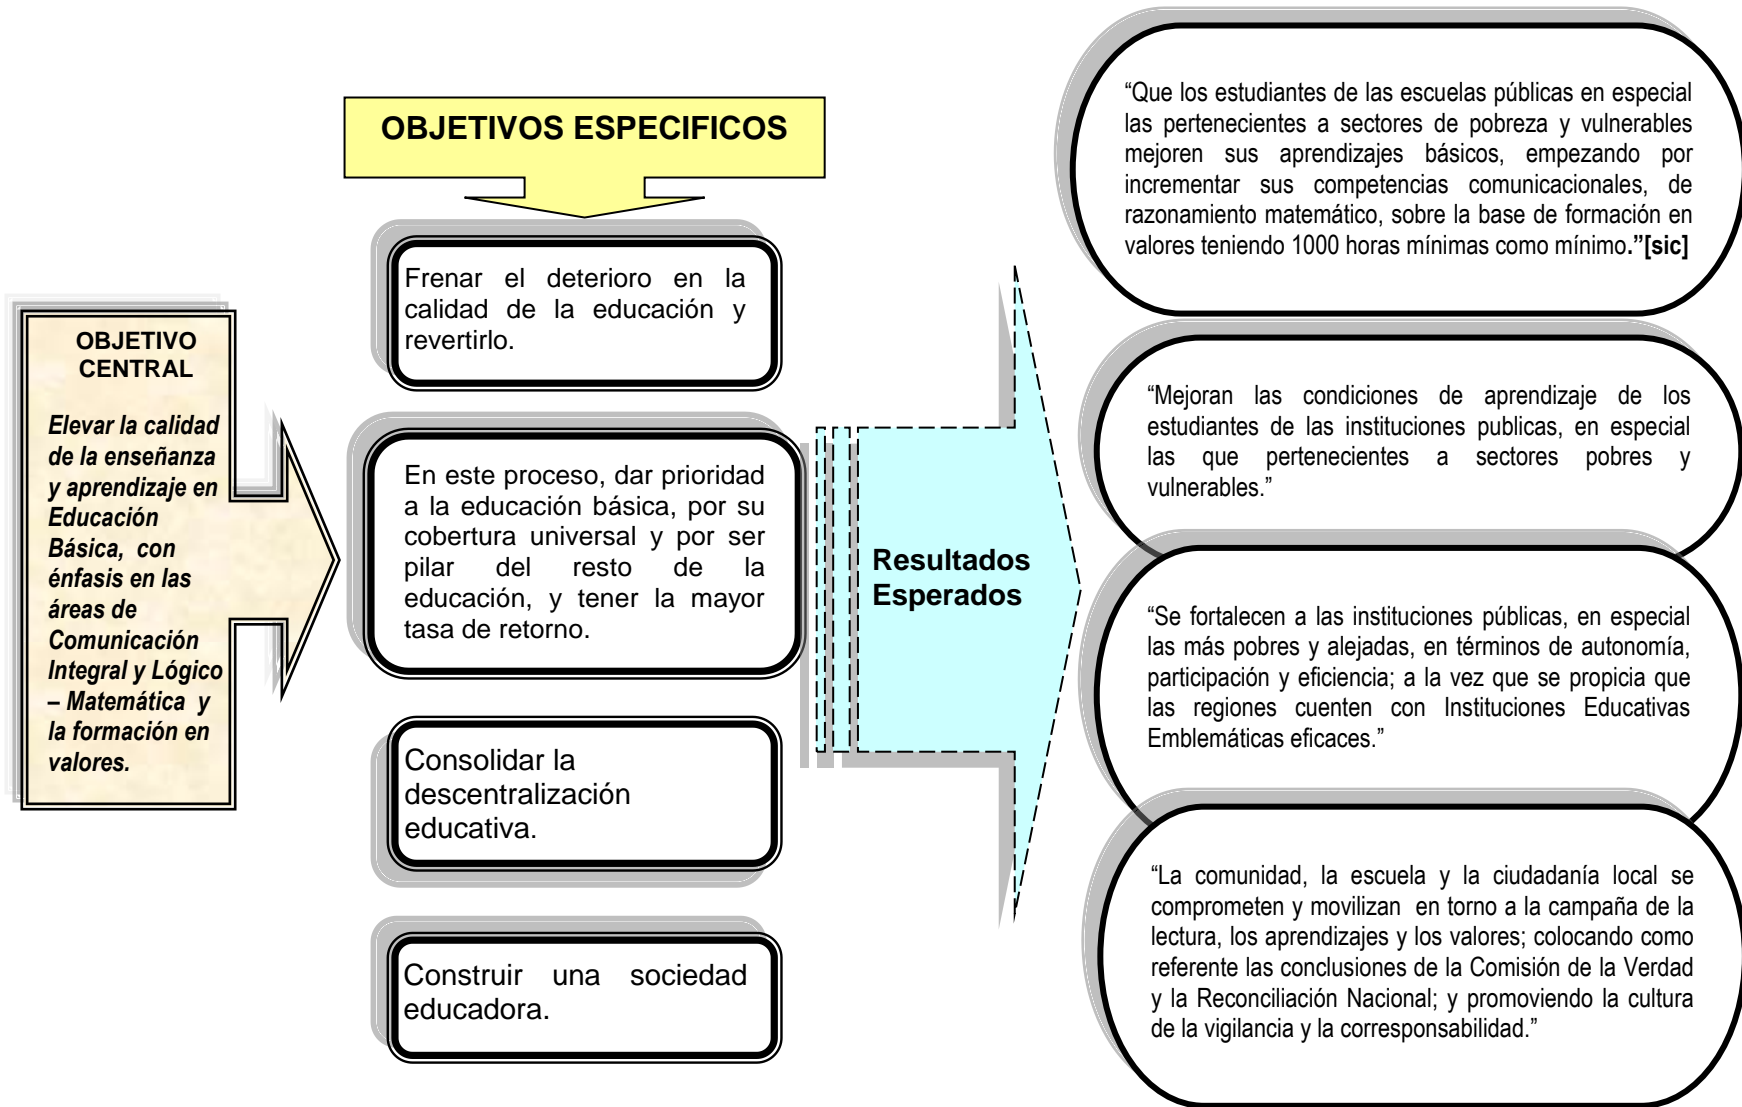 OBJETIVO
CENTRAL
Elevar la calidad
de la enseñanza
y aprendizaje en
Educación
Básica, con
énfasis en las
áreas de
Comunicación
Integral y Lógico
– Matemática y
la formación en
valores.
OBJETIVOS ESPECIFICOS
Frenar el deterioro en la
calidad de la educación y
revertirlo.
En este proceso, dar prioridad
a la educación básica, por su
cobertura universal y por ser
pilar del resto de la
educación, y tener la mayor
tasa de retorno.
Consolidar la
descentralización
educativa.
Construir una sociedad
educadora.
Resultados
Esperados
“Que los estudiantes de las escuelas públicas en especial
las pertenecientes a sectores de pobreza y vulnerables
mejoren sus aprendizajes básicos, empezando por
incrementar sus competencias comunicacionales, de
razonamiento matemático, sobre la base de formación en
valores teniendo 1000 horas mínimas como mínimo.”[sic]
“Mejoran las condiciones de aprendizaje de los
estudiantes de las instituciones publicas, en especial
las que pertenecientes a sectores pobres y
vulnerables.”
“Se fortalecen a las instituciones públicas, en especial
las más pobres y alejadas, en términos de autonomía,
participación y eficiencia; a la vez que se propicia que
las regiones cuenten con Instituciones Educativas
Emblemáticas eficaces.”
“La comunidad, la escuela y la ciudadanía local se
comprometen y movilizan en torno a la campaña de la
lectura, los aprendizajes y los valores; colocando como
referente las conclusiones de la Comisión de la Verdad
y la Reconciliación Nacional; y promoviendo la cultura
de la vigilancia y la corresponsabilidad.”